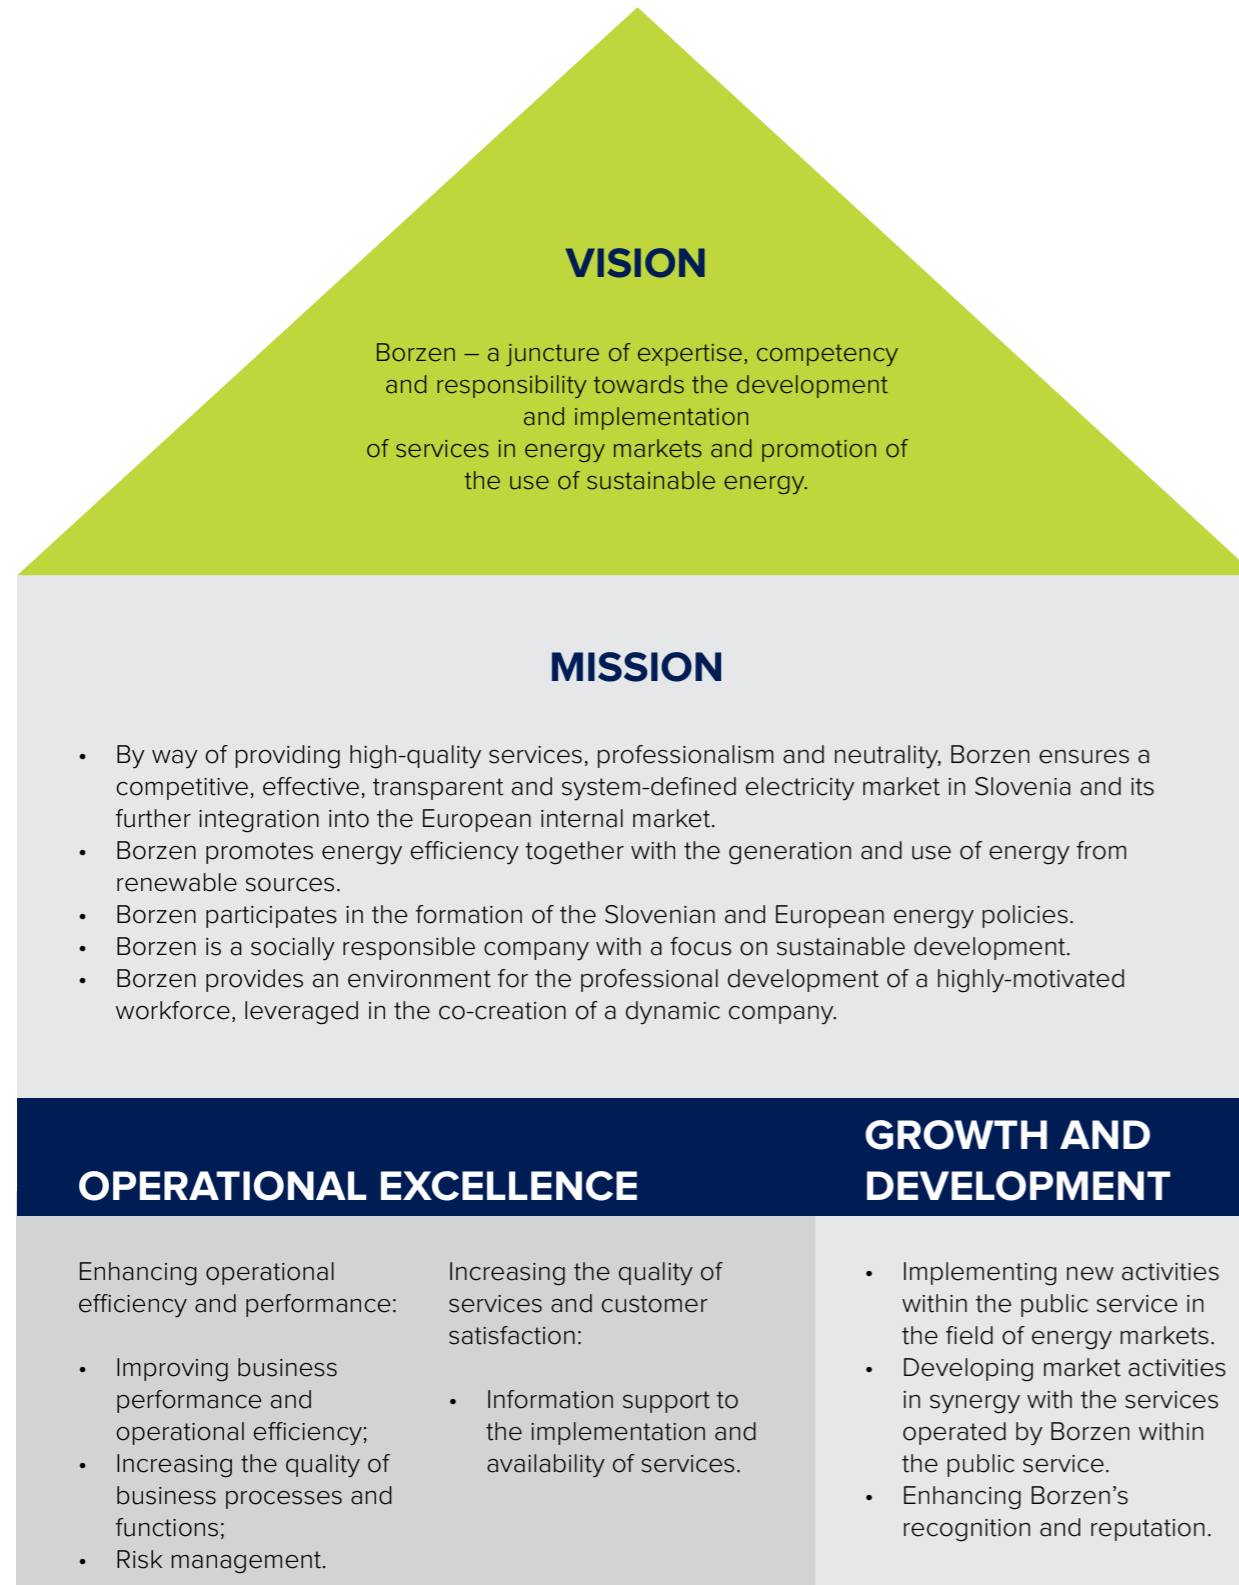 VISION
Borzen – a juncture of expertise, competency
and responsibility towards the development
and implementation
of services in energy markets and promotion of
the use of sustainable energy.
MISSION
• By way of providing high-quality services, professionalism and neutrality, Borzen ensures a
competitive, effective, transparent and system-defined electricity market in Slovenia and its
further integration into the European internal market.
• Borzen promotes energy efficiency together with the generation and use of energy from
renewable sources.
• Borzen participates in the formation of the Slovenian and European energy policies.
• Borzen is a socially responsible company with a focus on sustainable development.
• Borzen provides an environment for the professional development of a highly-motivated
workforce, leveraged in the co-creation of a dynamic company.
OPERATIONAL EXCELLENCE
Enhancing operational
efficiency and performance:
• Improving business
performance and
operational efficiency;
• Increasing the quality of
business processes and
functions;
• Risk management.
Increasing the quality of
services and customer
satisfaction:
• Information support to
the implementation and
availability of services.
GROWTH AND
DEVELOPMENT
• Implementing new activities
within the public service in
the field of energy markets.
• Developing market activities
in synergy with the services
operated by Borzen within
the public service.
• Enhancing Borzen’s
recognition and reputation.